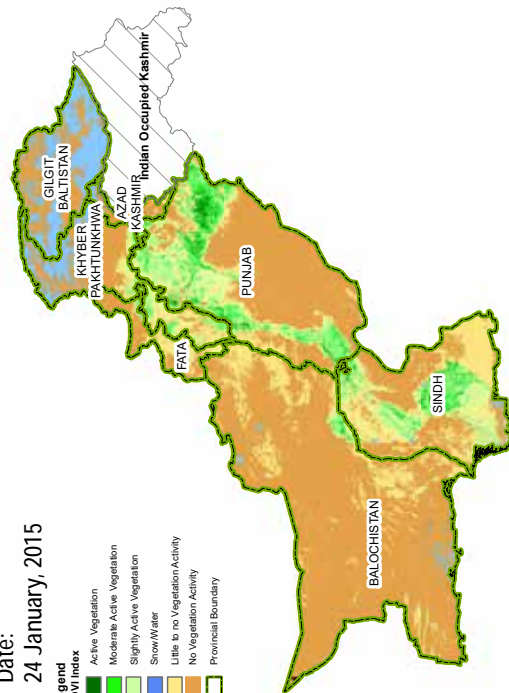 Date:
24 January, 2015
gend
VI Index
Active Vegetation
Moderate Active Vegetation
Slightly Active Vegetation
Snow/Water
Little to no Vegetation Activity
No Vegetation Activity
Provincial Boundary
GILGIT
BALTISTAN
KHYBER
PAKHTUNKHWA
AZAD
KASHMIR
Indian Occupied Kashmir
FATA
PUNJAB
BALOCHISTAN
SINDH